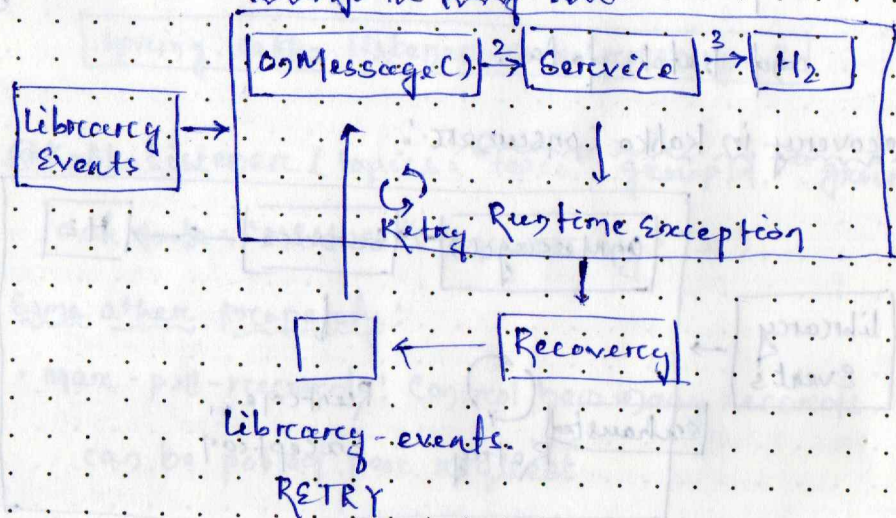 onMessage() 2 Service 3 H2
Library
Events
Retry Runtime Exception
Recovery
library-events.
RETRY